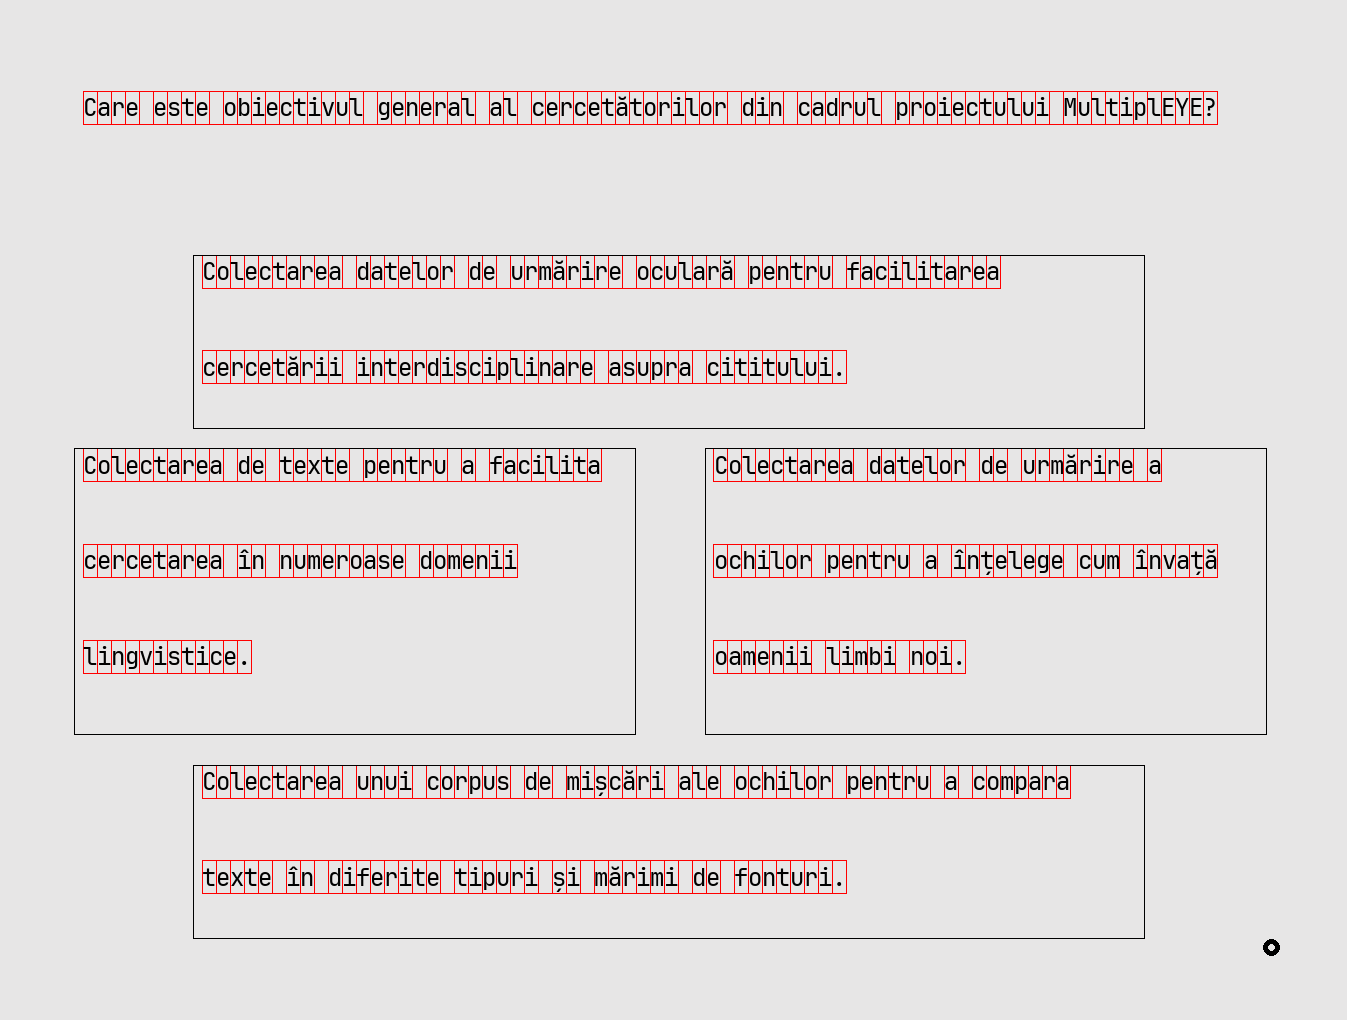 Care este obiectivul general al cercetătorilor din cadrul proiectului MultiplEYE?
Colectarea datelor de urmărire oculară pentru facilitarea
cercetării interdisciplinare asupra cititului.
Colectarea de texte pentru a facilita
cercetarea în numeroase domenii
lingvistice.
Colectarea datelor de urmărire a
ochilor pentru a înțelege cum învață
oamenii limbi noi.
Colectarea unui corpus de mișcări ale ochilor pentru a compara
texte în diferite tipuri și mărimi de fonturi.